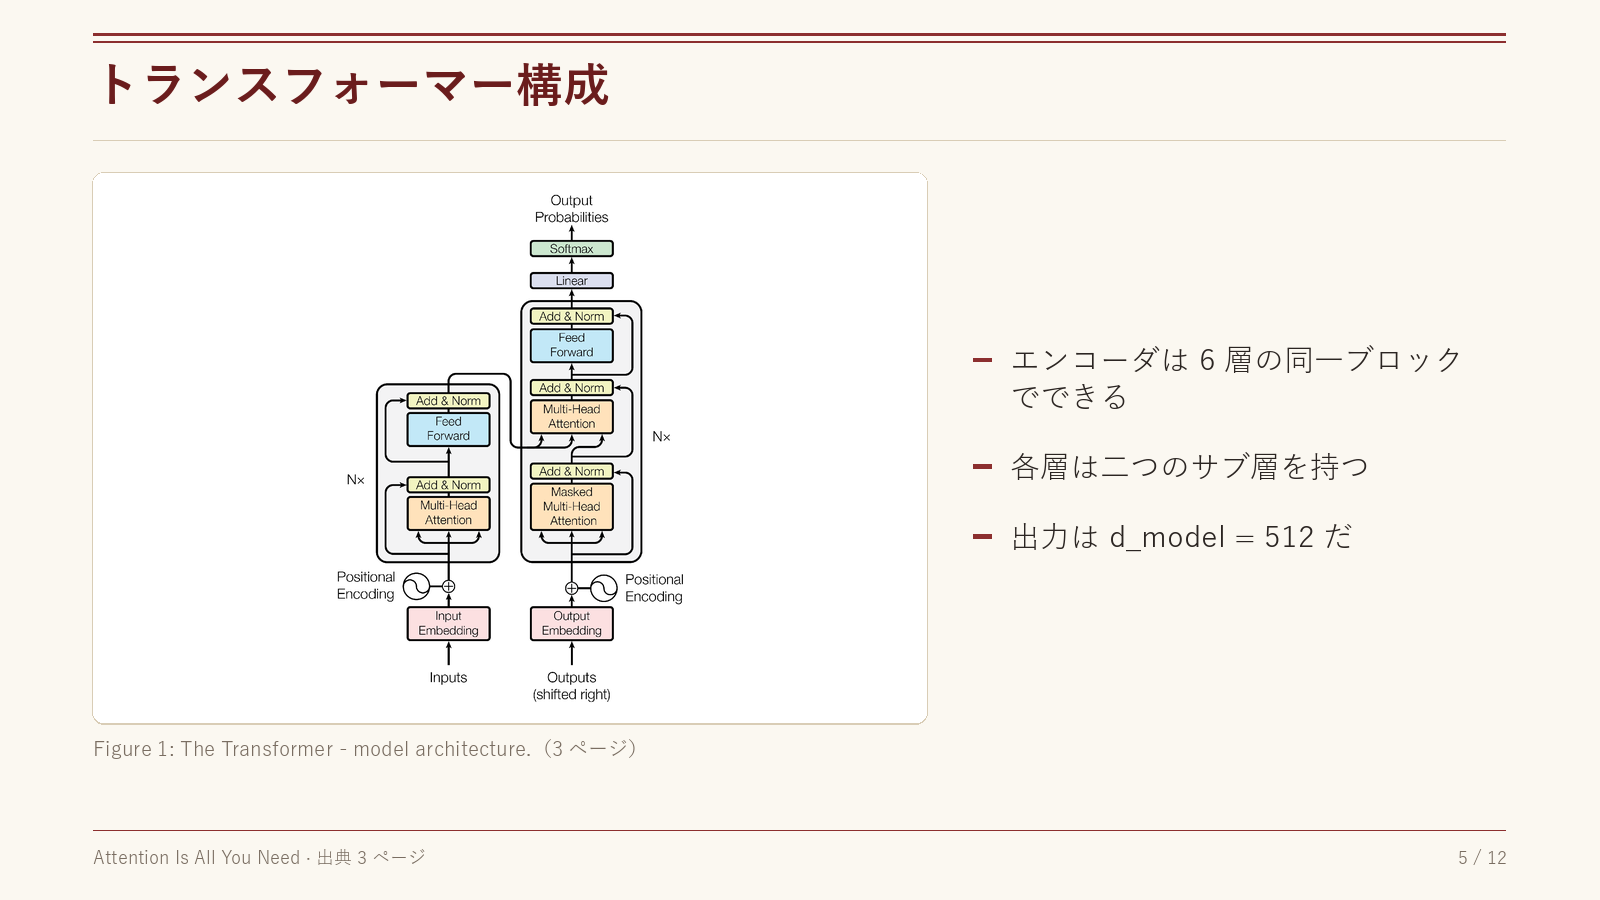 トランスフォーマー構成
Output
Probabilities
Softmax
Linear
Add & Norm
Feed
Forward
Add & Norm
Multi-Head
Attention
Nx
Add & Norm
Masked
Multi-Head
Attention
Add & Norm
Feed
Forward
Nx
Add & Norm
Multi-Head
Attention
Positional
Encoding
Positional
Encoding
Input
Embedding
Output
Embedding
Inputs
Outputs
(shifted right)
Figure 1: The Transformer - model architecture.（3 ページ）
エンコーダは 6 層の同一ブロック
でできる
各層は二つのサブ層を持つ
出力は d_model = 512 だ
Attention Is All You Need · 出典 3 ページ
5 / 12